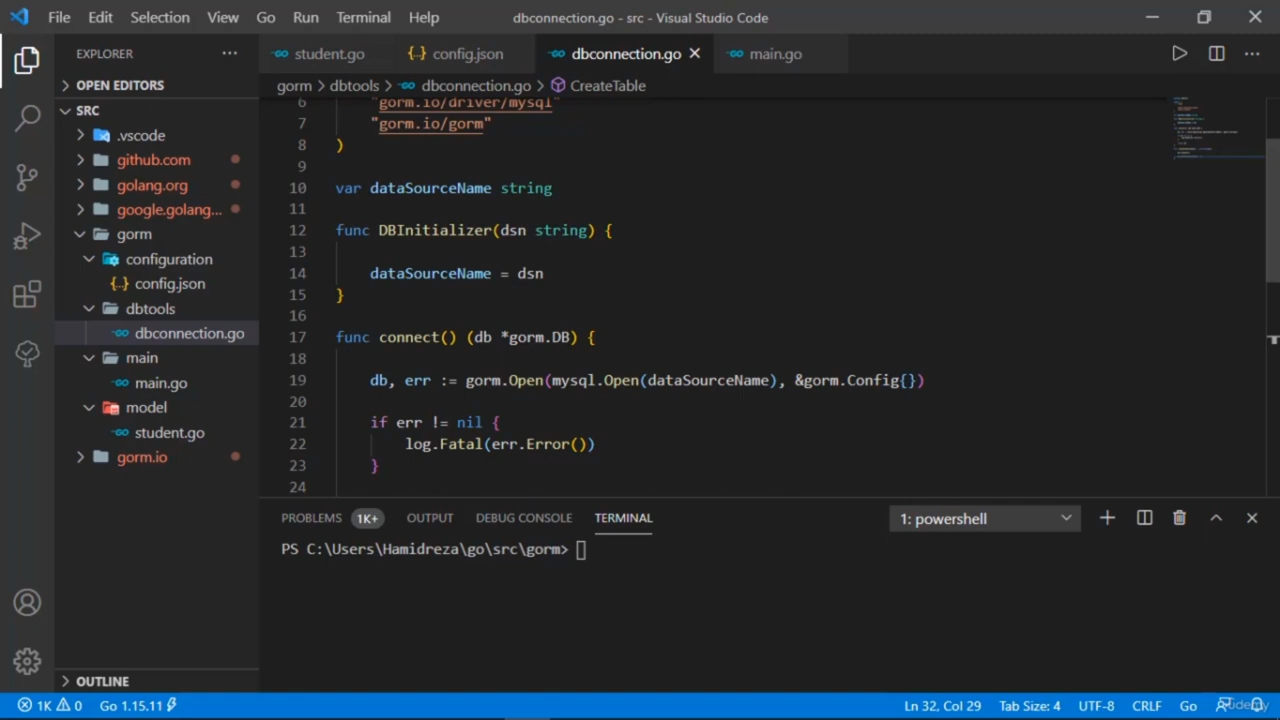 File Edit Selection View Go Run Terminal Help dbconnection.go - src - Visual Studio Code
EXPLORER
student.go config.json dbconnection.go main.go
OPEN EDITORS
gorm > dbtools > dbconnection.go > CreateTable
SRC
.vscode
github.com
golang.org
google.golang...
gorm
configuration
config.json
dbtools
dbconnection.go
main
main.go
model
student.go
gorm.io
OUTLINE
6 "gorm.io/driver/mysql"
7 "gorm.io/gorm"
8 )
9
10 var dataSourceName string
11
12 func DBInitializer(dsn string) {
13
14 dataSourceName = dsn
15 }
16
17 func connect() (db *gorm.DB) {
18
19 db, err := gorm.Open(mysql.Open(dataSourceName), &gorm.Config{})
20
21 if err != nil {
22 log.Fatal(err.Error())
23 }
24
PROBLEMS 1K+ OUTPUT DEBUG CONSOLE TERMINAL 1: powershell
PS C:\Users\Hamidreza\go\src\gorm>
1K 0 Go 1.15.11 Ln 32, Col 29 Tab Size: 4 UTF-8 CRLF Go